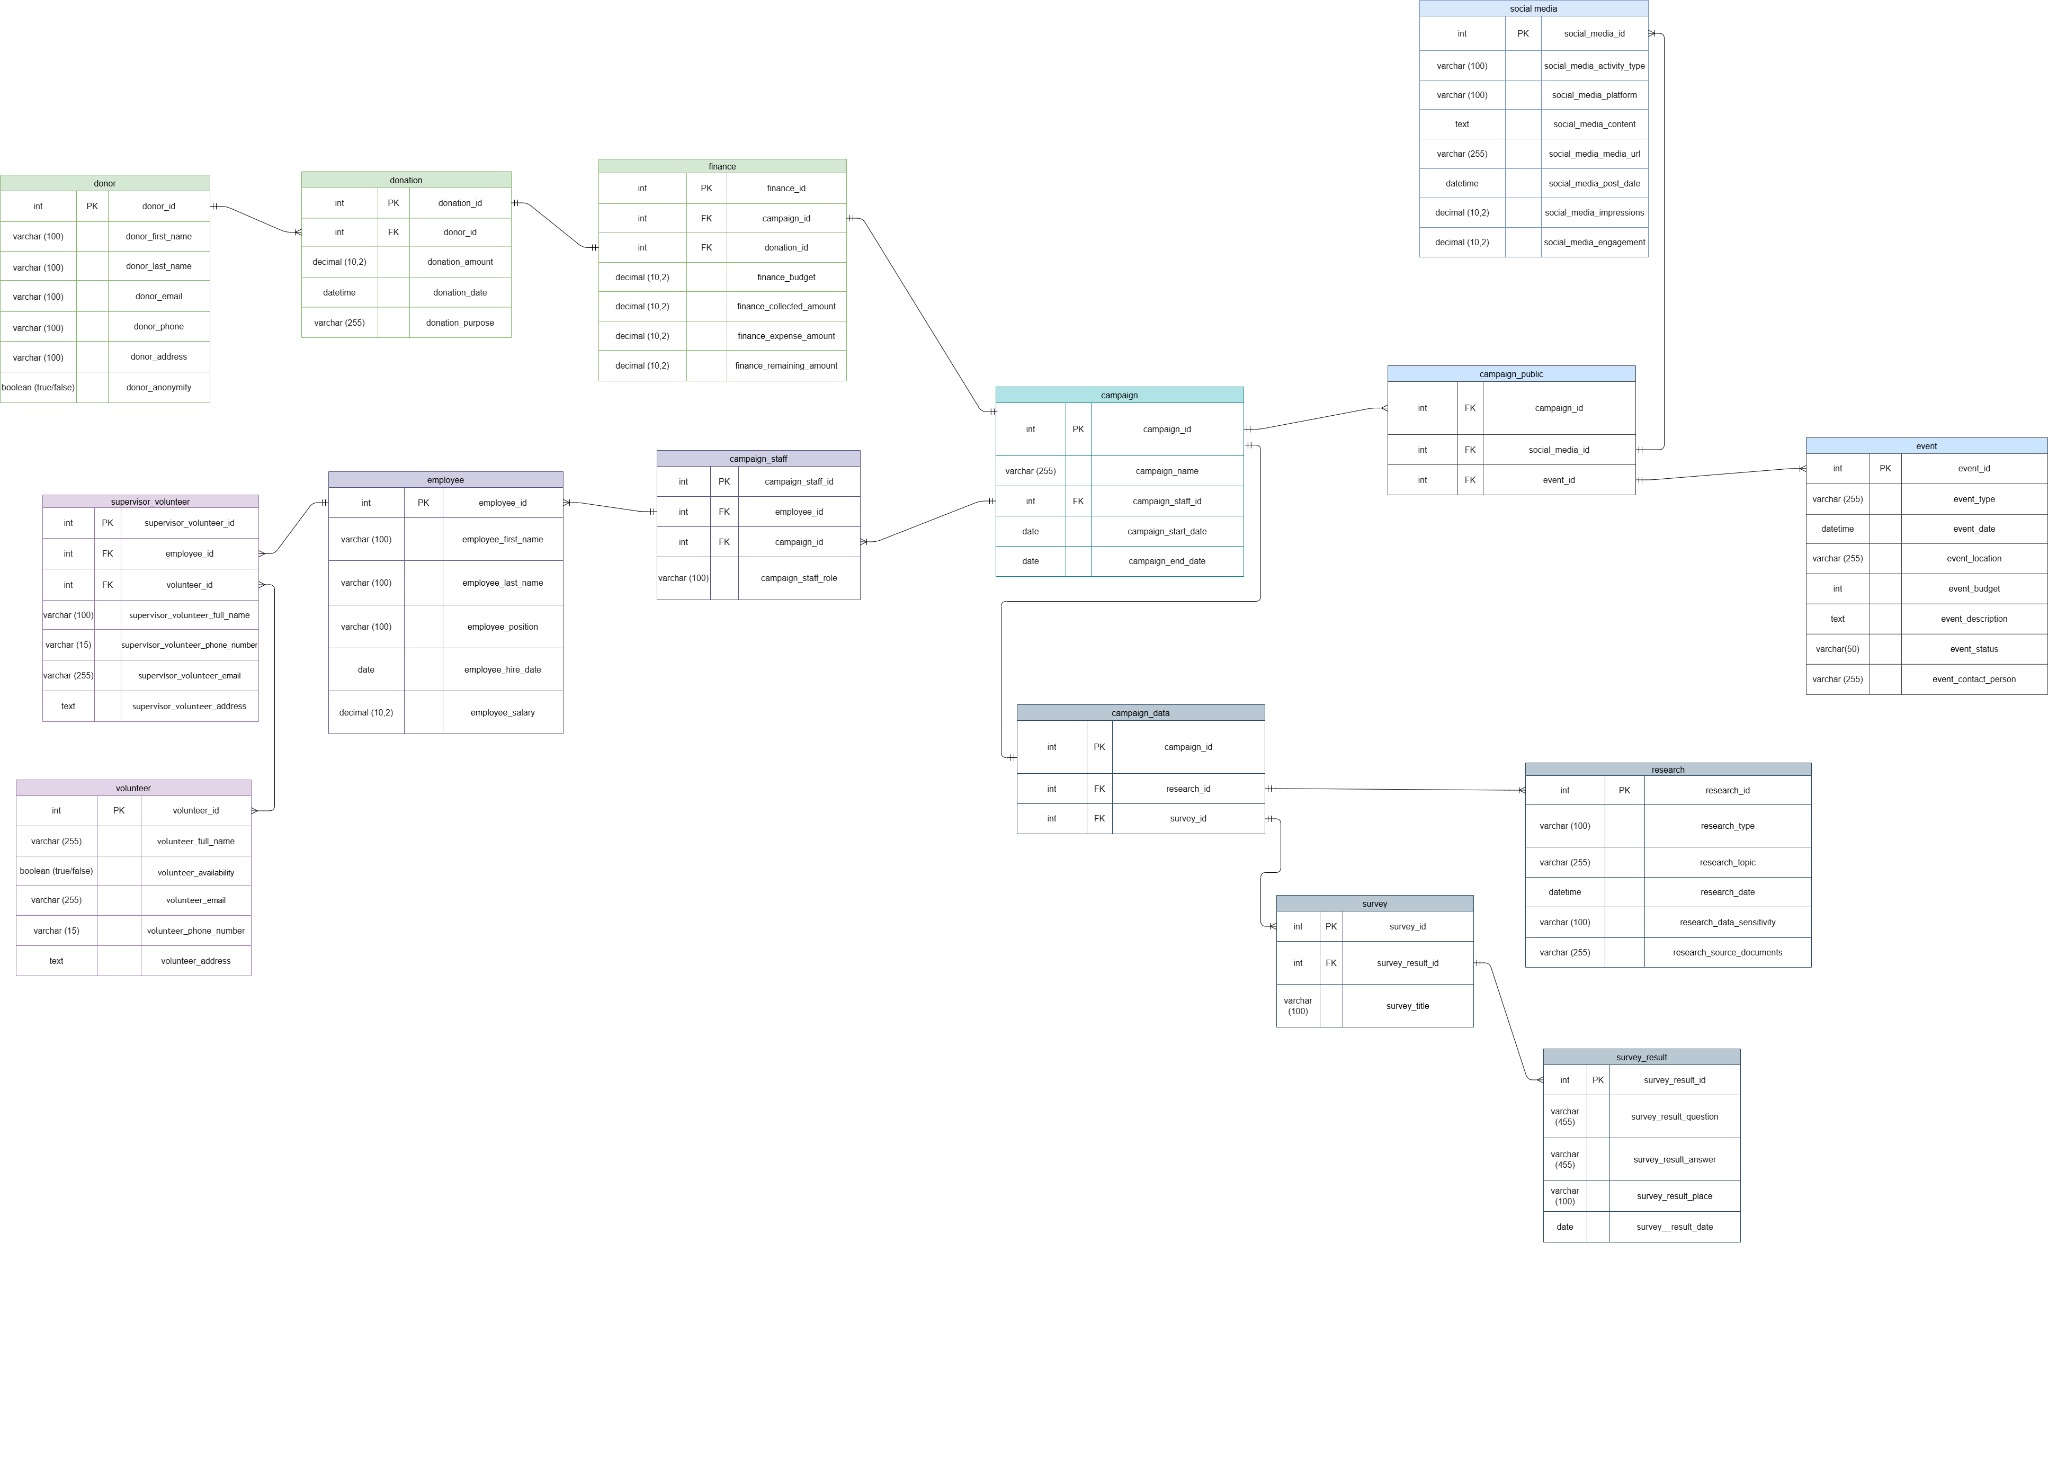 social media
int PK social_media_id
varchar (100) social_media_activity_type
varchar (100) social_media_platform
text social_media_content
varchar (255) social_media_media_url
datetime social_media_post_date
decimal (10,2) social_media_impressions
decimal (10,2) social_media_engagement
donor
int PK donor_id
varchar (100) donor_first_name
varchar (100) donor_last_name
varchar (100) donor_email
varchar (100) donor_phone
varchar (100) donor_address
boolean (true/false) donor_anonymity
donation
int PK donation_id
int FK donor_id
decimal (10,2) donation_amount
datetime donation_date
varchar (255) donation_purpose
finance
int PK finance_id
int FK campaign_id
int FK donation_id
decimal (10,2) finance_budget
decimal (10,2) finance_collected_amount
decimal (10,2) finance_expense_amount
decimal (10,2) finance_remaining_amount
campaign
int PK campaign_id
varchar (255) campaign_name
int FK campaign_staff_id
date campaign_start_date
date campaign_end_date
campaign_public
int FK campaign_id
int FK social_media_id
int FK event_id
event
int PK event_id
varchar (255) event_type
datetime event_date
varchar (255) event_location
int event_budget
text event_description
varchar(50) event_status
varchar (255) event_contact_person
supervisor_volunteer
int PK supervisor_volunteer_id
int FK employee_id
int FK volunteer_id
varchar (100) supervisor_volunteer_full_name
varchar (15) supervisor_volunteer_phone_number
varchar (255) supervisor_volunteer_email
text supervisor_volunteer_address
employee
int PK employee_id
varchar (100) employee_first_name
varchar (100) employee_last_name
varchar (100) employee_position
date employee_hire_date
decimal (10,2) employee_salary
campaign_staff
int PK campaign_staff_id
int FK employee_id
int FK campaign_id
varchar (100) campaign_staff_role
volunteer
int PK volunteer_id
varchar (255) volunteer_full_name
boolean (true/false) volunteer_availability
varchar (255) volunteer_email
varchar (15) volunteer_phone_number
text volunteer_address
campaign_data
int PK campaign_id
int FK research_id
int FK survey_id
research
int PK research_id
varchar (100) research_type
varchar (255) research_topic
datetime research_date
varchar (100) research_data_sensitivity
varchar (255) research_source_documents
survey
int PK survey_id
int FK survey_result_id
varchar
(100) survey_title
survey_result
int PK survey_result_id
varchar
(455) survey_result_question
varchar
(455) survey_result_answer
varchar
(100) survey_result_place
date survey__result_date